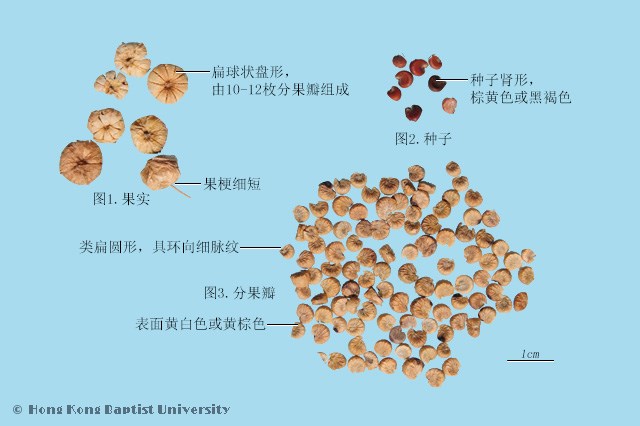 扁球状盘形，
由10-12枚分果瓣组成
种子肾形，
棕黄色或黑褐色
图2.种子
果梗细短
图1.果实
类扁圆形，具环向细脉纹
图3.分果瓣
表面黄白色或黄棕色
1cm
© Hong Kong Baptist University